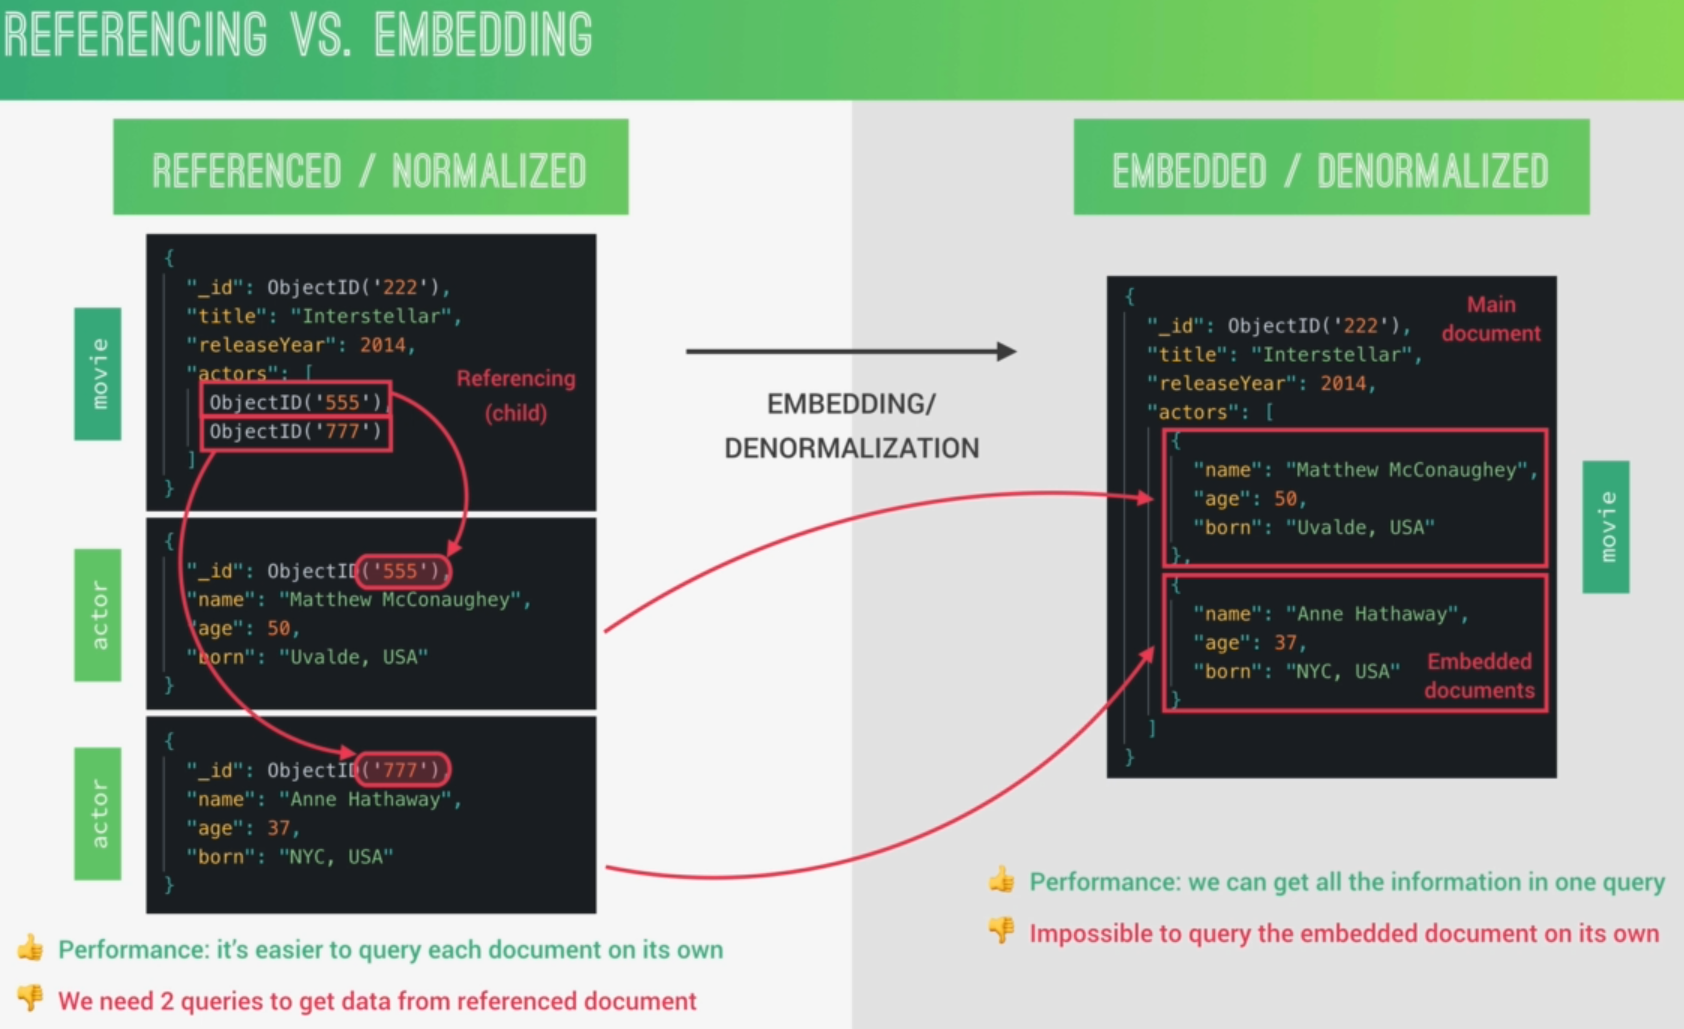 REFERENCING VS. EMBEDDING
REFERENCED / NORMALIZED
movie
{
"_id": ObjectID('222'),
"title": "Interstellar",
"releaseYear": 2014,
"actors": [
ObjectID('555'),
ObjectID('777')
]
}
Referencing
(child)
actor
{
"_id": ObjectID('555'),
"name": "Matthew McConaughey",
"age": 50,
"born": "Uvalde, USA"
}
actor
{
"_id": ObjectID('777'),
"name": "Anne Hathaway",
"age": 37,
"born": "NYC, USA"
}
👍 Performance: it's easier to query each document on its own
👎 We need 2 queries to get data from referenced document
EMBEDDING/
DENORMALIZATION
EMBEDDED / DENORMALIZED
{
"_id": ObjectID('222'),
"title": "Interstellar",
"releaseYear": 2014,
"actors": [
{
"name": "Matthew McConaughey",
"age": 50,
"born": "Uvalde, USA"
},
{
"name": "Anne Hathaway",
"age": 37,
"born": "NYC, USA"
}
]
}
Main
document
Embedded
documents
movie
👍 Performance: we can get all the information in one query
👎 Impossible to query the embedded document on its own